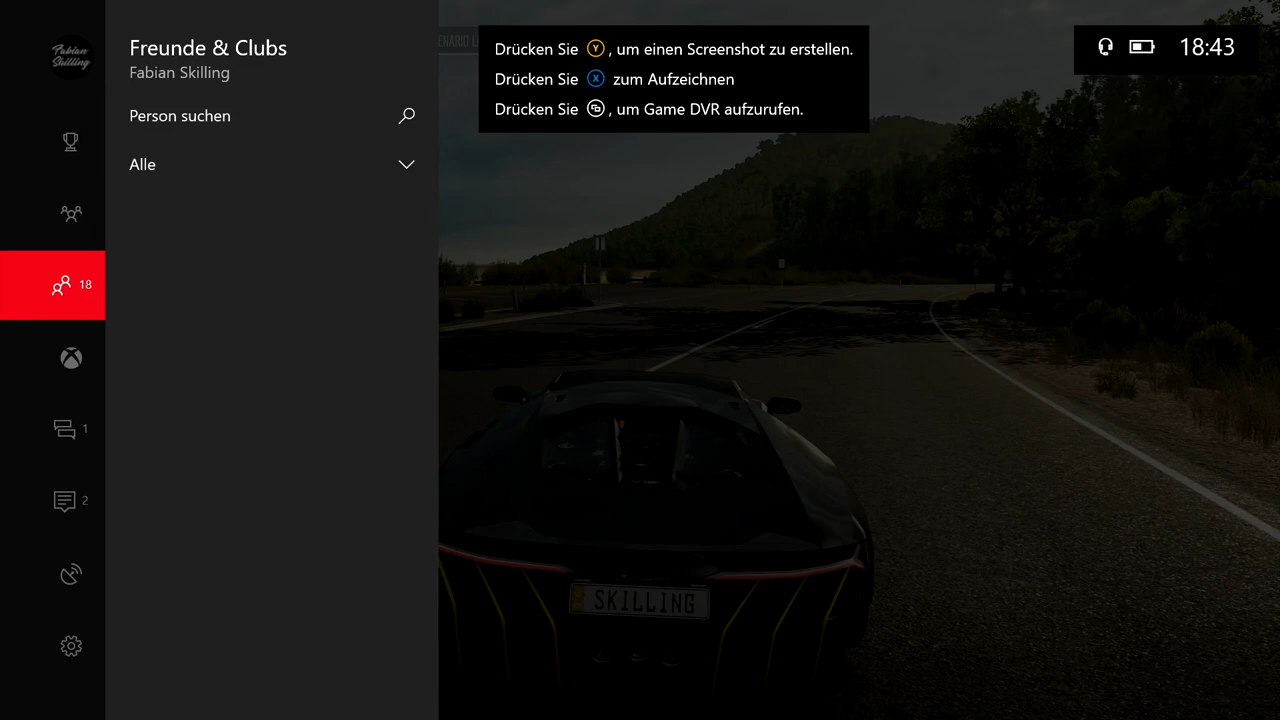 Fabian
Skilling
Freunde & Clubs
Fabian Skilling
Person suchen
Alle
18
1
2
Drücken Sie Y, um einen Screenshot zu erstellen.
Drücken Sie X zum Aufzeichnen
Drücken Sie , um Game DVR aufzurufen.
18:43
SKILLING